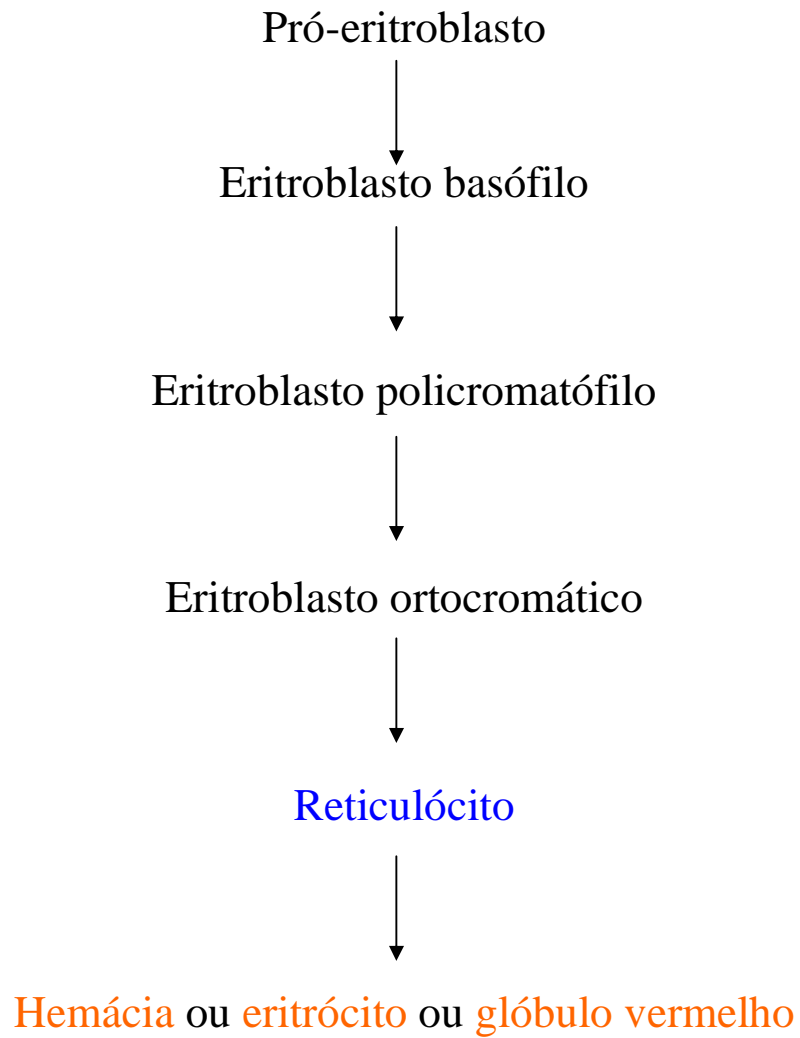 Pró-eritroblasto
Eritroblasto basófilo
Eritroblasto policromatófilo
Eritroblasto ortocromático
Reticulócito
Hemácia ou eritrócito ou glóbulo vermelho